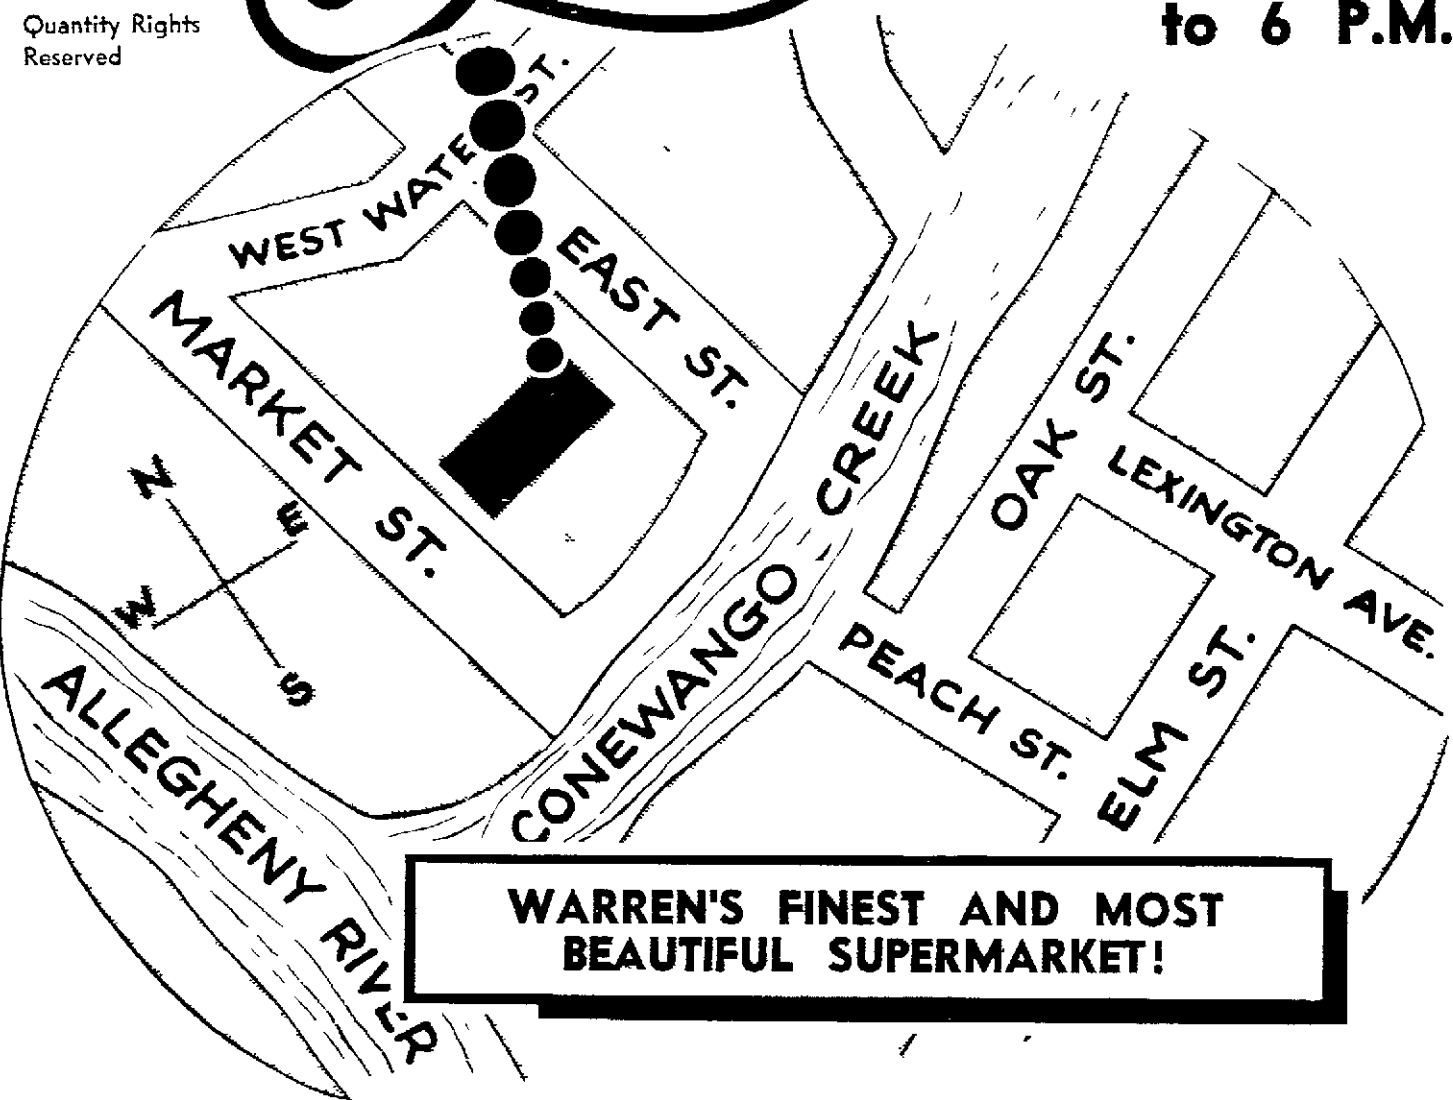 Quantity Rights
Reserved
to 6 P.M.
WEST WATER ST.
EAST ST.
MARKET ST.
N
E
W
S
CONEWANGO CREEK
OAK ST.
LEXINGTON AVE.
PEACH ST.
ELM ST.
ALLEGHENY RIVER
WARREN'S FINEST AND MOST
BEAUTIFUL SUPERMARKET!